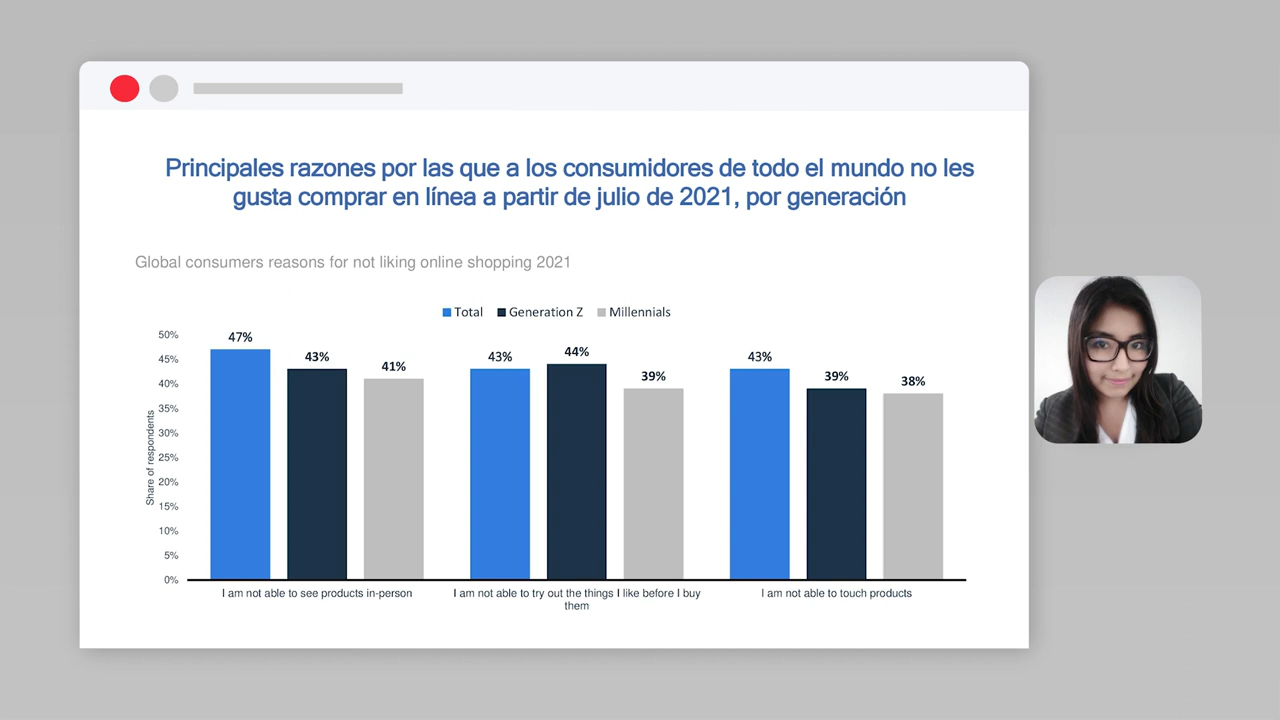 Principales razones por las que a los consumidores de todo el mundo no les
gusta comprar en línea a partir de julio de 2021, por generación
Global consumers reasons for not liking online shopping 2021
Total Generation Z Millennials
Share of respondents
50%
45%
40%
35%
30%
25%
20%
15%
10%
5%
0%
47% 43% 41%
43% 44% 39%
43% 39% 38%
I am not able to see products in-person
I am not able to try out the things I like before I buy
them
I am not able to touch products